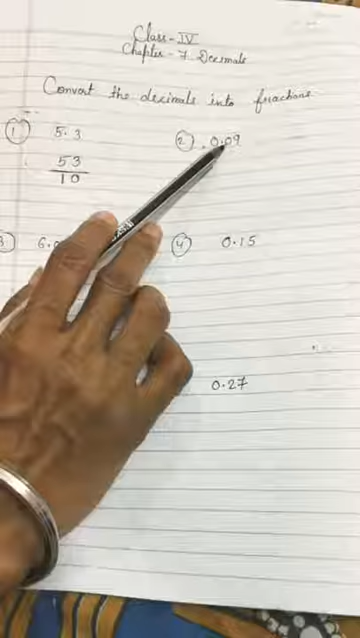 Class - IV
Chapter - 7 Decimals
Convert the decimals into fractions
① 5.3
② 0.09
53
10
④ 0.15
0.27